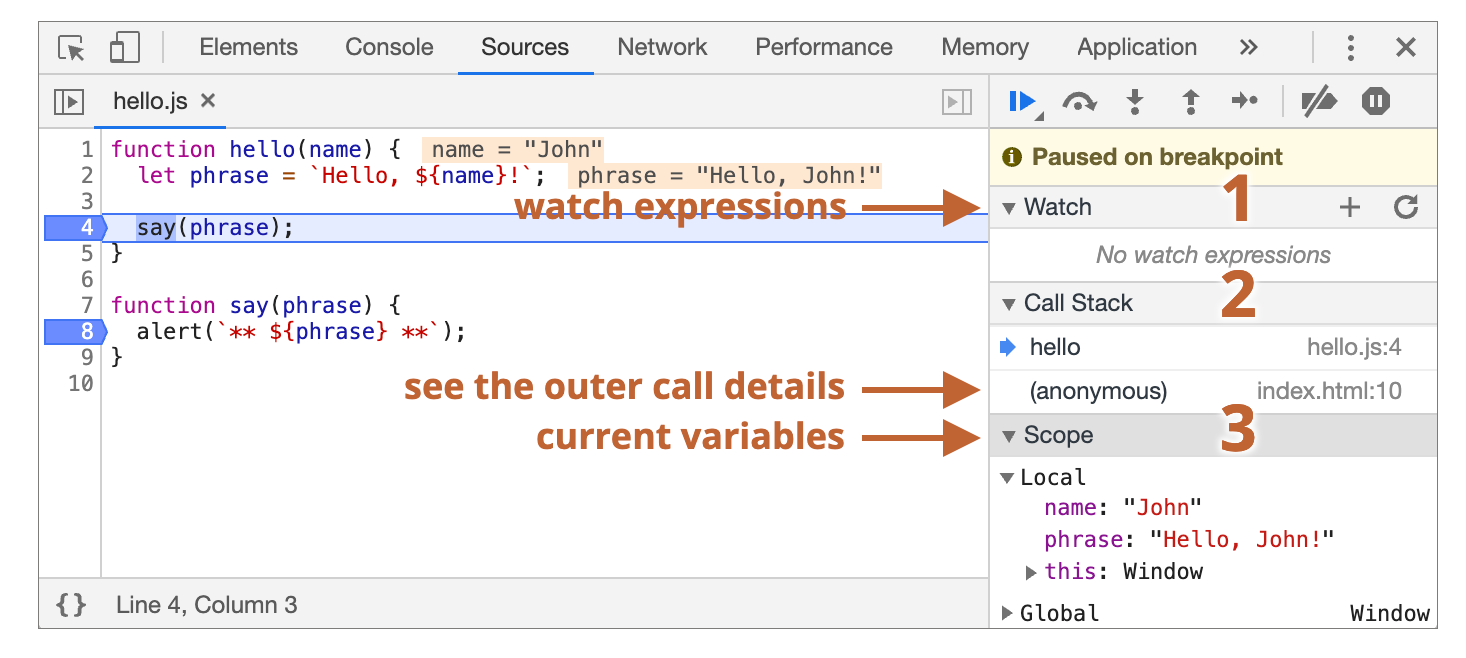 Elements Console Sources Network Performance Memory Application »
hello.js ×
Paused on breakpoint
1 function hello(name) { name = "John"
2 let phrase = `Hello, ${name}!`; phrase = "Hello, John!"
3
watch expressions
4 say(phrase);
5 }
6
7 function say(phrase) {
8 alert(`** ${phrase} **`);
9 }
10
see the outer call details
current variables
{} Line 4, Column 3
1
Watch
No watch expressions
2
Call Stack
hello hello.js:4
(anonymous) index.html:10
3
Scope
Local
name: "John"
phrase: "Hello, John!"
this: Window
Global Window